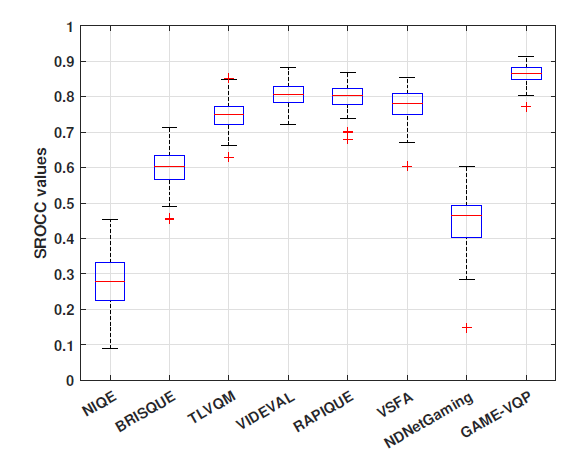 1
0.9
0.8
0.7
0.6
0.5
0.4
0.3
0.2
0.1
0
SROCC values
NIQE
BRISQUE
TLVQM
VIDEVAL
RAPIQUE
VSFA
NDNetGaming
GAME-VQP